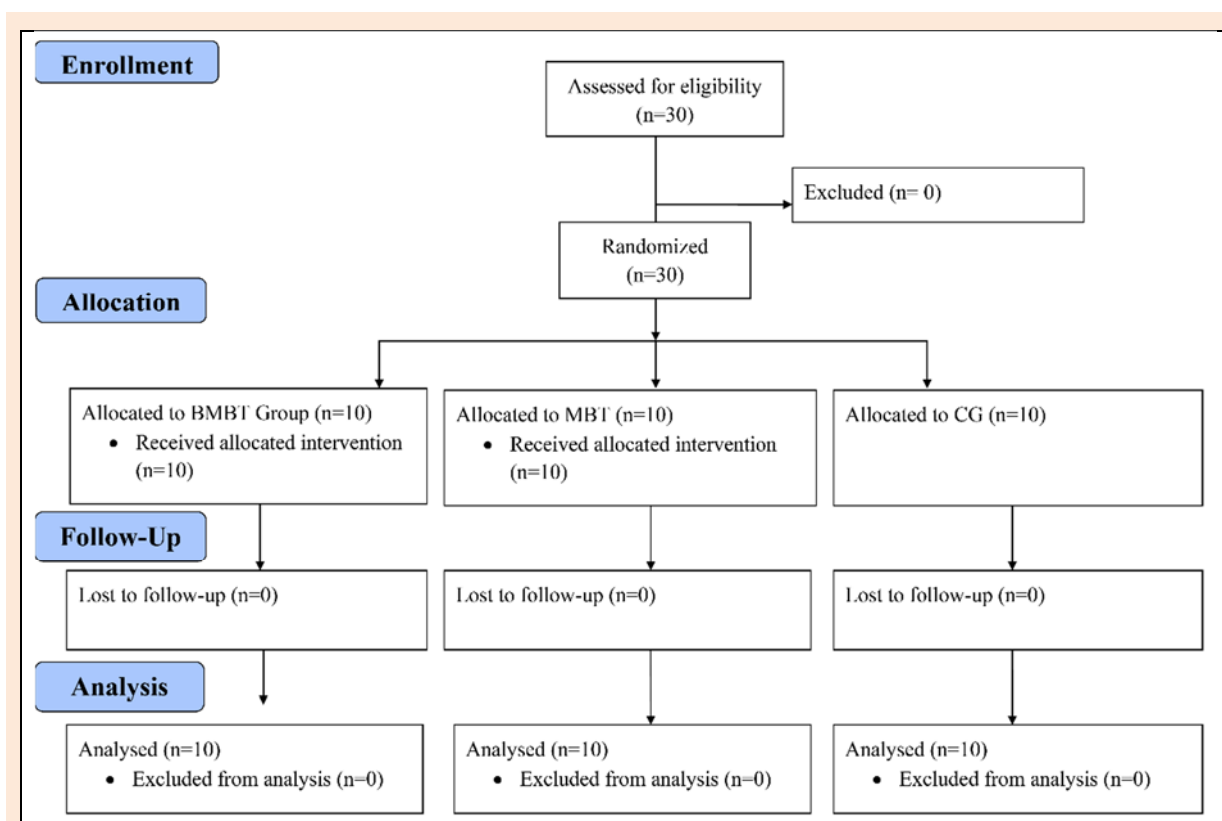 Enrollment
Assessed for eligibility
(n=30)
Excluded (n= 0)
Randomized
(n=30)
Allocation
Allocated to BMBT Group (n=10)
• Received allocated intervention
(n=10)
Allocated to MBT (n=10)
• Received allocated intervention
(n=10)
Allocated to CG (n=10)
Follow-Up
Lost to follow-up (n=0)
Lost to follow-up (n=0)
Lost to follow-up (n=0)
Analysis
Analysed (n=10)
• Excluded from analysis (n=0)
Analysed (n=10)
• Excluded from analysis (n=0)
Analysed (n=10)
• Excluded from analysis (n=0)